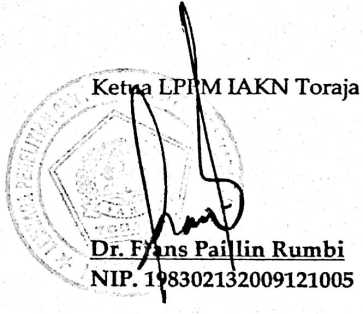 Ketua LPPM IAKN Toraja
Dr. Frans Paillin Rumbi
NIP. 198302132009121005